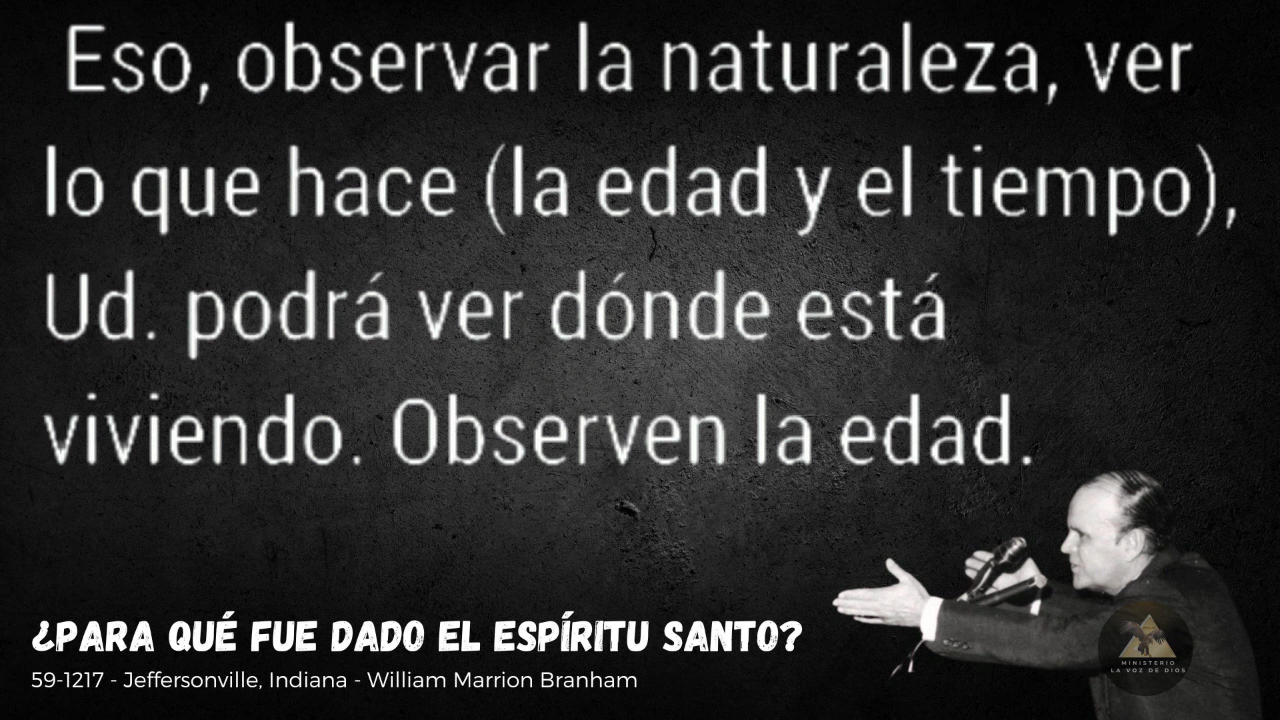 Eso, observar la naturaleza, ver
lo que hace (la edad y el tiempo),
Ud. podrá ver dónde está
viviendo. Observen la edad.
¿PARA QUÉ FUE DADO EL ESPÍRITU SANTO?
59-1217 - Jeffersonville, Indiana - William Marrion Branham
MINISTERIO
LA VOZ DE DIOS